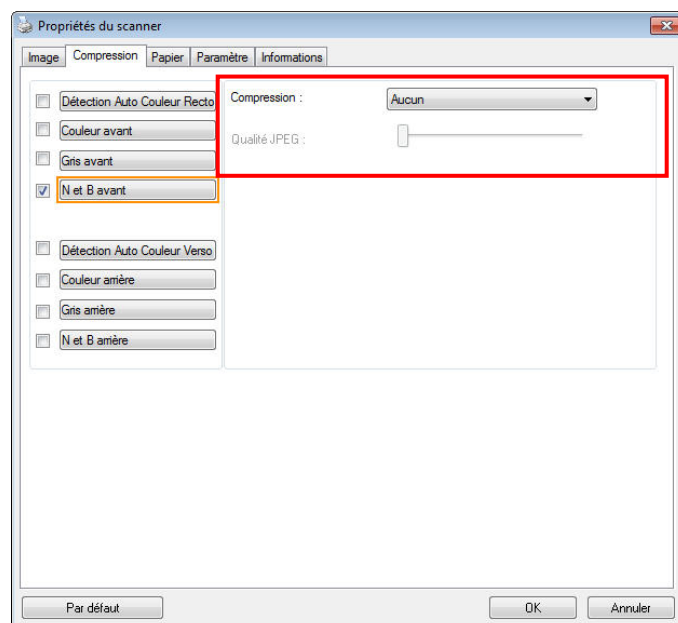 Propriétés du scanner
Image Compression Papier Paramètre Informations
Détection Auto Couleur Recto
Couleur avant
Gris avant
N et B avant
Détection Auto Couleur Verso
Couleur arrière
Gris arrière
N et B arrière
Compression : Aucun
Qualité JPEG :
Par défaut OK Annuler